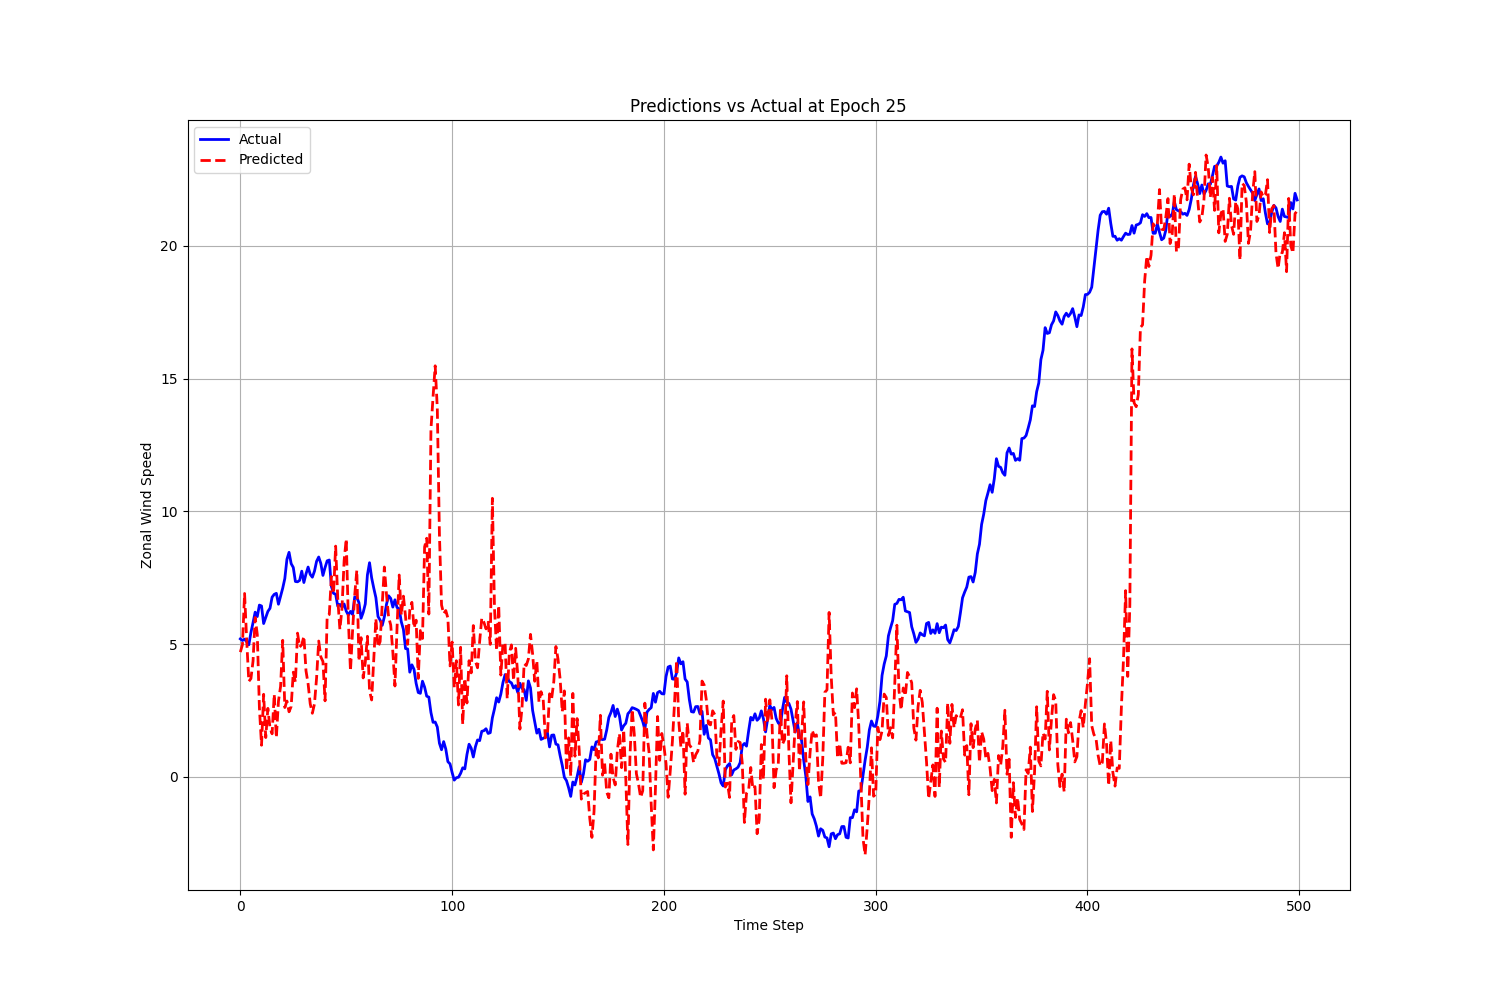 Predictions vs Actual at Epoch 25
Actual
Predicted
Zonal Wind Speed
20
15
10
5
0
0 100 200 300 400 500
Time Step